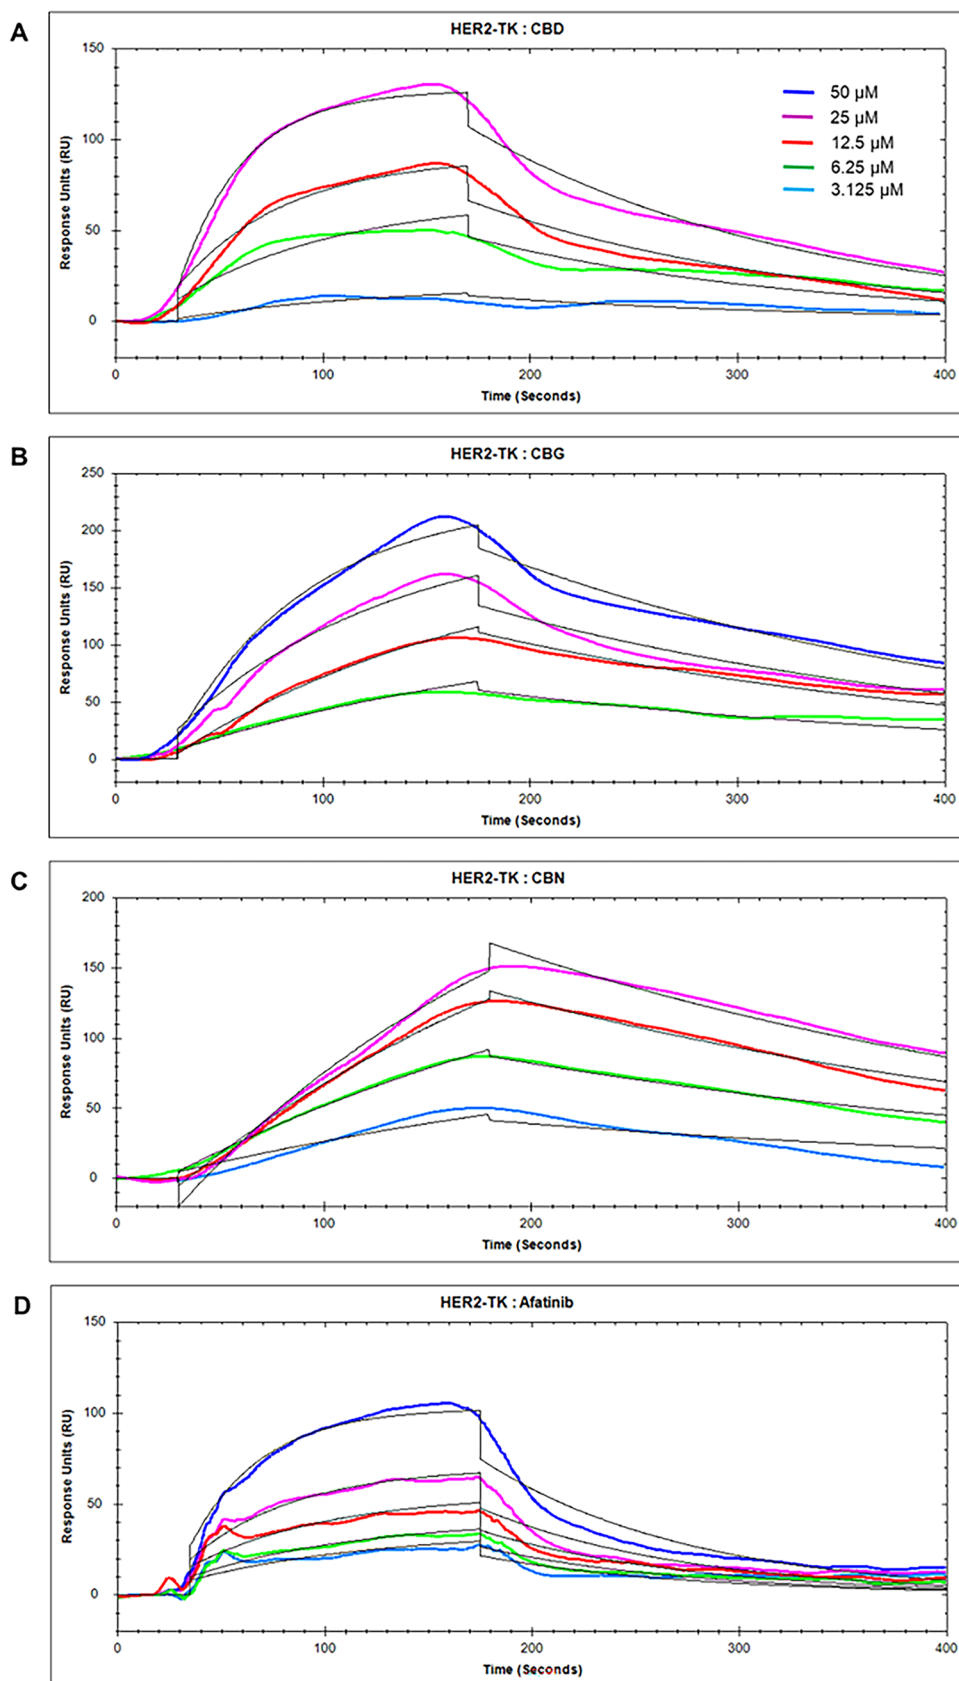 A
HER2-TK : CBD
150
100
50
0
Response Units (RU)
50 µM
25 µM
12.5 µM
6.25 µM
3.125 µM
0 100 200 300 400
Time (Seconds)
B
HER2-TK : CBG
250
200
150
100
50
0
Response Units (RU)
0 100 200 300 400
Time (Seconds)
C
HER2-TK : CBN
200
150
100
50
0
Response Units (RU)
0 100 200 300 400
Time (Seconds)
D
HER2-TK : Afatinib
150
100
50
0
Response Units (RU)
0 100 200 300 400
Time (Seconds)